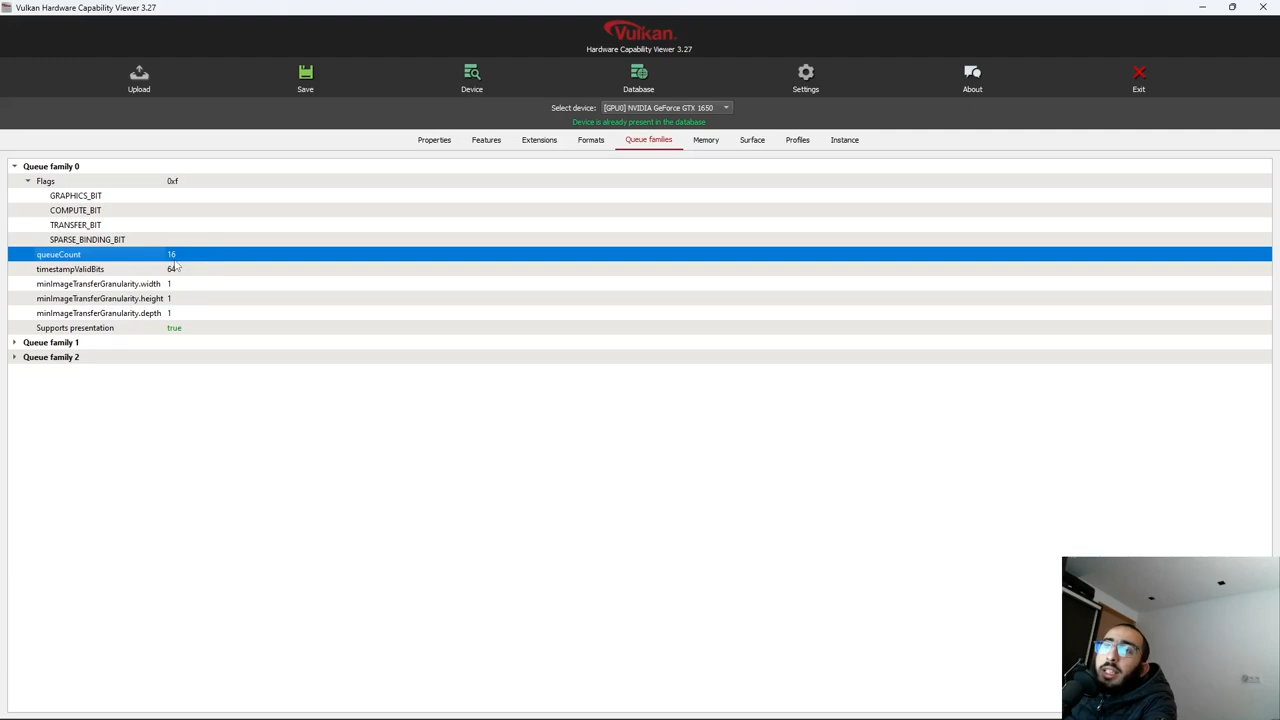 Vulkan Hardware Capability Viewer 3.27
Vulkan.
Hardware Capability Viewer 3.27
Upload Save Device Database Settings About Exit
Select device: [GPU0] NVIDIA GeForce GTX 1650
Device is already present in the database
Properties Features Extensions Formats Queue families Memory Surface Profiles Instance
Queue family 0
Flags 0xf
GRAPHICS_BIT
COMPUTE_BIT
TRANSFER_BIT
SPARSE_BINDING_BIT
queueCount 16
timestampValidBits 64
minImageTransferGranularity.width 1
minImageTransferGranularity.height 1
minImageTransferGranularity.depth 1
Supports presentation true
Queue family 1
Queue family 2